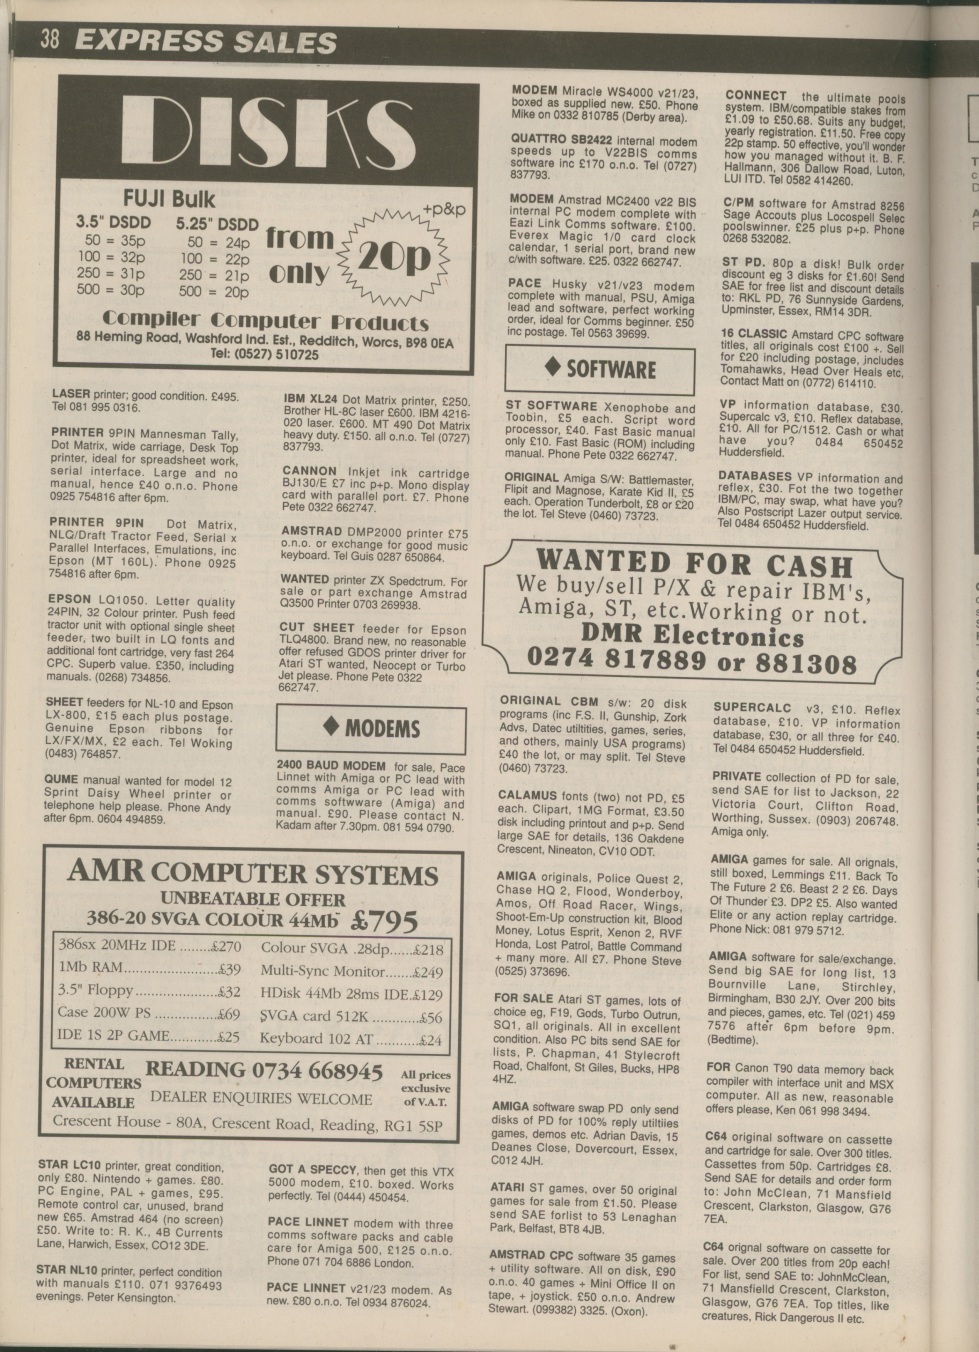 38 EXPRESS SALES
DISKS
FUJI Bulk
3.5" DSDD
50 = 35p
100 = 32p
250 = 31p
500 = 30p
5.25" DSDD
50 = 24p
100 = 22p
250 = 21p
500 = 20p
from
only
+p&p
20p
Compiler Computer Products
88 Heming Road, Washford Ind. Est., Redditch, Worcs, B98 0EA
Tel: (0527) 510725
LASER printer; good condition. £495.
Tel 081 995 0316.
PRINTER 9PIN Mannesman Tally,
Dot Matrix, wide carriage, Desk Top
printer, ideal for spreadsheet work,
serial interface. Large and no
manual, hence £40 o.n.o. Phone
0925 754816 after 6pm.
PRINTER 9PIN Dot Matrix,
NLQ/Draft Tractor Feed, Serial x
Parallel Interfaces, Emulations, inc
Epson (MT 160L). Phone 0925
754816 after 6pm.
EPSON LQ1050. Letter quality
24PIN, 32 Colour printer. Push feed
tractor unit with optional single sheet
feeder, two built in LQ fonts and
additional font cartridge, very fast 264
CPC. Superb value. £350, including
manuals. (0268) 734856.
SHEET feeders for NL-10 and Epson
LX-800, £15 each plus postage.
Genuine Epson ribbons for
LX/FX/MX, £2 each. Tel Woking
(0483) 764857.
QUME manual wanted for model 12
Sprint Daisy Wheel printer or
telephone help please. Phone Andy
after 6pm. 0604 494859.
IBM XL24 Dot Matrix printer, £250.
Brother HL-8C laser £600. IBM 4216-
020 laser. £600. MT 490 Dot Matrix
heavy duty. £150. all o.n.o. Tel (0727)
837793.
CANNON Inkjet ink cartridge
BJ130/E £7 inc p+p. Mono display
card with parallel port. £7. Phone
Pete 0322 662747.
AMSTRAD DMP2000 printer £75
o.n.o. or exchange for good music
keyboard. Tel Guis 0287 650864.
WANTED printer ZX Spedctrum. For
sale or part exchange Amstrad
Q3500 Printer 0703 269938.
CUT SHEET feeder for Epson
TLQ4800. Brand new, no reasonable
offer refused GDOS printer driver for
Atari ST wanted, Neocept or Turbo
Jet please. Phone Pete 0322
662747.
◆ MODEMS
2400 BAUD MODEM for sale, Pace
Linnet with Amiga or PC lead with
comms Amiga or PC lead with
comms softwware (Amiga) and
manual. £90. Please contact N.
Kadam after 7.30pm. 081 594 0790.
AMR COMPUTER SYSTEMS
UNBEATABLE OFFER
386-20 SVGA COLOUR 44Mb £795
386sx 20MHz IDE ........£270
1Mb RAM......................£39
3.5" Floppy...................£32
Case 200W PS ..............£69
IDE 1S 2P GAME...........£25
Colour SVGA .28dp......£218
Multi-Sync Monitor.......£249
HDisk 44Mb 28ms IDE.£129
SVGA card 512K ...........£56
Keyboard 102 AT ...........£24
RENTAL
COMPUTERS
AVAILABLE
READING 0734 668945
DEALER ENQUIRIES WELCOME
All prices
exclusive
of V.A.T.
Crescent House - 80A, Crescent Road, Reading, RG1 5SP
STAR LC10 printer, great condition,
only £80. Nintendo + games. £80.
PC Engine, PAL + games, £95.
Remote control car, unused, brand
new £65. Amstrad 464 (no screen)
£50. Write to: R. K., 4B Currents
Lane, Harwich, Essex, CO12 3DE.
STAR NL10 printer, perfect condition
with manuals £110. 071 9376493
evenings. Peter Kensington.
GOT A SPECCY, then get this VTX
5000 modem, £10. boxed. Works
perfectly. Tel (0444) 450454.
PACE LINNET modem with three
comms software packs and cable
care for Amiga 500, £125 o.n.o.
Phone 071 704 6886 London.
PACE LINNET v21/23 modem. As
new. £80 o.n.o. Tel 0934 876024.
MODEM Miracle WS4000 v21/23,
boxed as supplied new. £50. Phone
Mike on 0332 810785 (Derby area).
QUATTRO SB2422 internal modem
speeds up to V22BIS comms
software inc £170 o.n.o. Tel (0727)
837793.
MODEM Amstrad MC2400 v22 BIS
internal PC modem complete with
Eazi Link Comms software. £100.
Everex Magic 1/0 card clock
calendar, 1 serial port, brand new
c/with software. £25. 0322 662747.
PACE Husky v21/v23 modem
complete with manual, PSU, Amiga
lead and software, perfect working
order, ideal for Comms beginner. £50
inc postage. Tel 0563 39699.
◆ SOFTWARE
ST SOFTWARE Xenophobe and
Toobin, £5 each. Script word
processor, £40. Fast Basic manual
only £10. Fast Basic (ROM) including
manual. Phone Pete 0322 662747.
ORIGINAL Amiga S/W: Battlemaster,
Flipit and Magnose, Karate Kid II, £5
each. Operation Tunderbolt, £8 or £20
the lot. Tel Steve (0460) 73723.
CONNECT the ultimate pools
system. IBM/compatible stakes from
£1.09 to £50.68. Suits any budget,
yearly registration. £11.50. Free copy
22p stamp. 50 effective, you'll wonder
how you managed without it. B. F.
Hallmann, 306 Dallow Road, Luton,
LUI ITD. Tel 0582 414260.
C/PM software for Amstrad 8256
Sage Accouts plus Locospell Selec
poolswinner. £25 plus p+p. Phone
0268 532082.
ST PD. 80p a disk! Bulk order
discount eg 3 disks for £1.60! Send
SAE for free list and discount details
to: RKL PD, 76 Sunnyside Gardens,
Upminster, Essex, RM14 3DR.
16 CLASSIC Amstard CPC software
titles, all originals cost £100 +. Sell
for £20 including postage, includes
Tomahawks, Head Over Heals etc,
Contact Matt on (0772) 614110.
VP information database, £30.
Supercalc v3, £10. Reflex database,
£10. All for PC/1512. Cash or what
have you? 0484 650452
Huddersfield.
DATABASES VP information and
reflex, £30. Fot the two together
IBM/PC, may swap, what have you?
Also Postscript Lazer output service.
Tel 0484 650452 Huddersfield.
WANTED FOR CASH
We buy/sell P/X & repair IBM's,
Amiga, ST, etc.Working or not.
DMR Electronics
0274 817889 or 881308
ORIGINAL CBM s/w: 20 disk
programs (inc F.S. II, Gunship, Zork
Advs, Datec utiltities, games, series,
and others, mainly USA programs)
£40 the lot, or may split. Tel Steve
(0460) 73723.
CALAMUS fonts (two) not PD, £5
each. Clipart, 1MG Format, £3.50
disk including printout and p+p. Send
large SAE for details, 136 Oakdene
Crescent, Nineaton, CV10 ODT.
AMIGA originals, Police Quest 2,
Chase HQ 2, Flood, Wonderboy,
Amos, Off Road Racer, Wings,
Shoot-Em-Up construction kit, Blood
Money, Lotus Esprit, Xenon 2, RVF
Honda, Lost Patrol, Battle Command
+ many more. All £7. Phone Steve
(0525) 373696.
FOR SALE Atari ST games, lots of
choice eg, F19, Gods, Turbo Outrun,
SQ1, all originals. All in excellent
condition. Also PC bits send SAE for
lists, P. Chapman, 41 Stylecroft
Road, Chalfont, St Giles, Bucks, HP8
4HZ.
AMIGA software swap PD only send
disks of PD for 100% reply utiltiies
games, demos etc. Adrian Davis, 15
Deanes Close, Dovercourt, Essex,
C012 4JH.
ATARI ST games, over 50 original
games for sale from £1.50. Please
send SAE forlist to 53 Lenaghan
Park, Belfast, BT8 4JB.
AMSTRAD CPC software 35 games
+ utility software. All on disk, £90
o.n.o. 40 games + Mini Office II on
tape, + joystick. £50 o.n.o. Andrew
Stewart. (099382) 3325. (Oxon).
SUPERCALC v3, £10. Reflex
database, £10. VP information
database, £30, or all three for £40.
Tel 0484 650452 Huddersfield.
PRIVATE collection of PD for sale,
send SAE for list to Jackson, 22
Victoria Court, Clifton Road,
Worthing, Sussex. (0903) 206748.
Amiga only.
AMIGA games for sale. All orignals,
still boxed, Lemmings £11. Back To
The Future 2 £6. Beast 2 2 £6. Days
Of Thunder £3. DP2 £5. Also wanted
Elite or any action replay cartridge.
Phone Nick: 081 979 5712.
AMIGA software for sale/exchange.
Send big SAE for long list, 13
Bournville Lane, Stirchley,
Birmingham, B30 2JY. Over 200 bits
and pieces, games, etc. Tel (021) 459
7576 after 6pm before 9pm.
(Bedtime).
FOR Canon T90 data memory back
compiler with interface unit and MSX
computer. All as new, reasonable
offers please, Ken 061 998 3494.
C64 original software on cassette
and cartridge for sale. Over 300 titles.
Cassettes from 50p. Cartridges £8.
Send SAE for details and order form
to: John McClean, 71 Mansfield
Crescent, Clarkston, Glasgow, G76
7EA.
C64 orignal software on cassette for
sale. Over 200 titles from 20p each!
For list, send SAE to: JohnMcClean,
71 Mansfielld Crescent, Clarkston,
Glasgow, G76 7EA. Top titles, like
creatures, Rick Dangerous II etc.